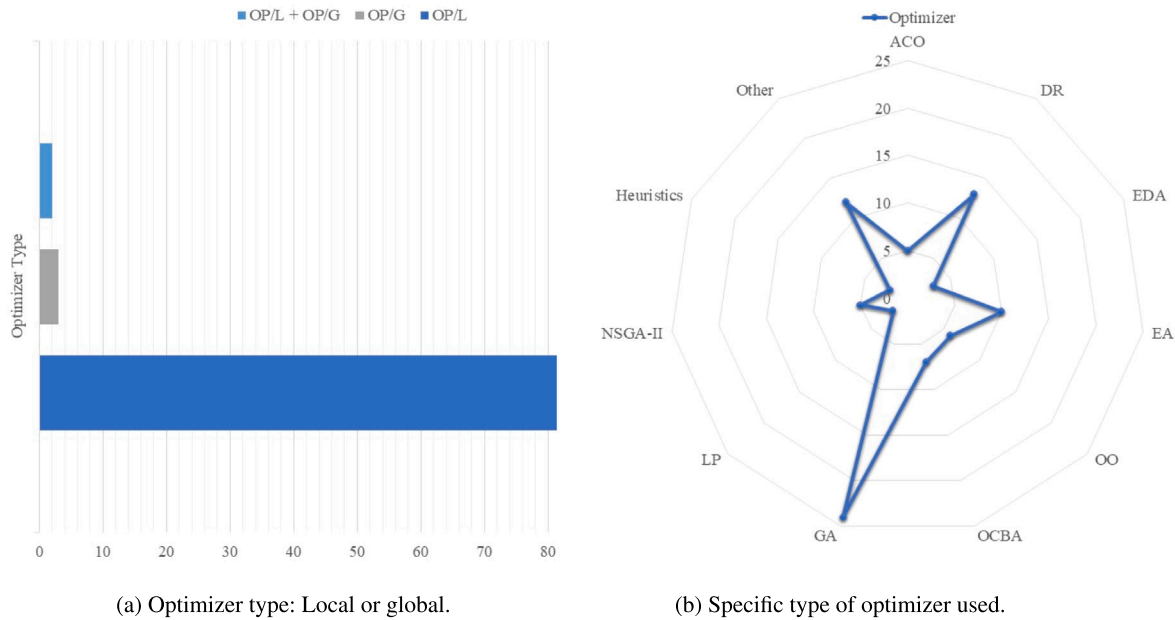 OP/L + OP/G OP/G OP/L
Optimizer Type
0 10 20 30 40 50 60 70 80
(a) Optimizer type: Local or global.
Optimizer
ACO
25
DR
Other
20
15
Heuristics
EDA
10
5
0
NSGA-II
EA
LP
OO
GA
OCBA
(b) Specific type of optimizer used.